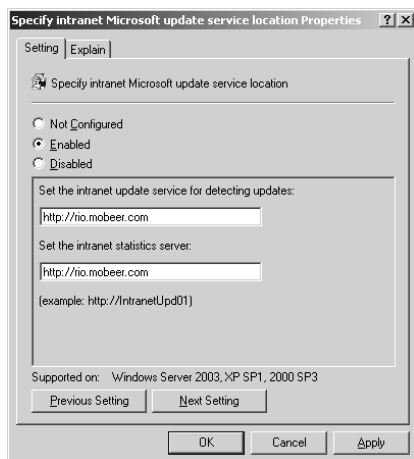 Specify intranet Microsoft update service location Properties
Setting Explain
Specify intranet Microsoft update service location
Not Configured
Enabled
Disabled
Set the intranet update service for detecting updates:
http://rio.mobeer.com
Set the intranet statistics server:
http://rio.mobeer.com
(example: http://IntranetUpd01)
Supported on: Windows Server 2003, XP SP1, 2000 SP3
Previous Setting Next Setting
OK Cancel Apply